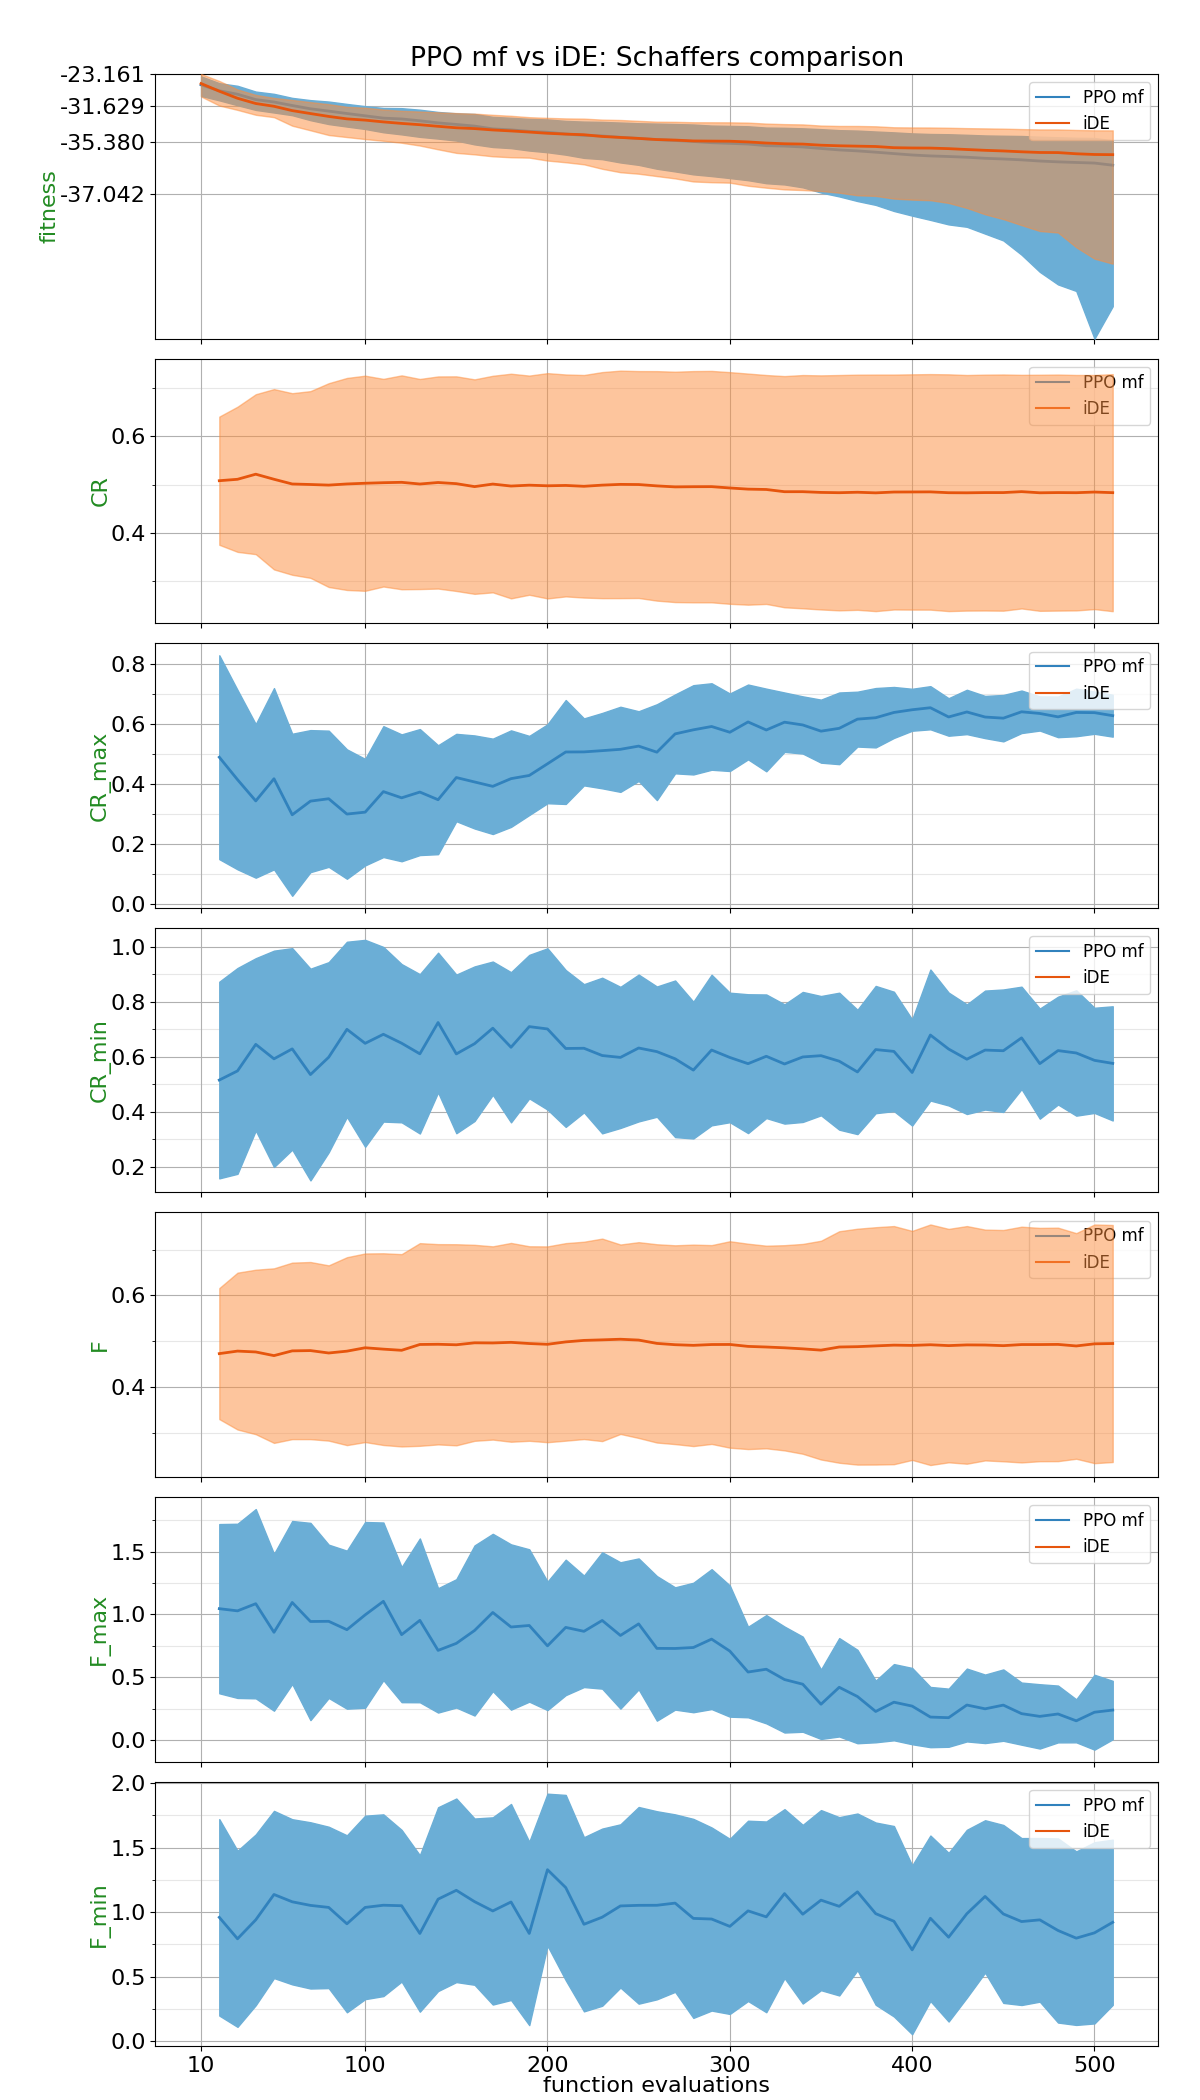 PPO mf vs iDE: Schaffers comparison
-23.161
-31.629
-35.380
-37.042
fitness
PPO mf
iDE
0.6
0.4
CR
PPO mf
iDE
0.8
0.6
0.4
0.2
0.0
CR_max
PPO mf
iDE
1.0
0.8
0.6
0.4
0.2
CR_min
PPO mf
iDE
0.6
0.4
F
PPO mf
iDE
1.5
1.0
0.5
0.0
F_max
PPO mf
iDE
2.0
1.5
1.0
0.5
0.0
F_min
PPO mf
iDE
10 100 200 300 400 500
function evaluations